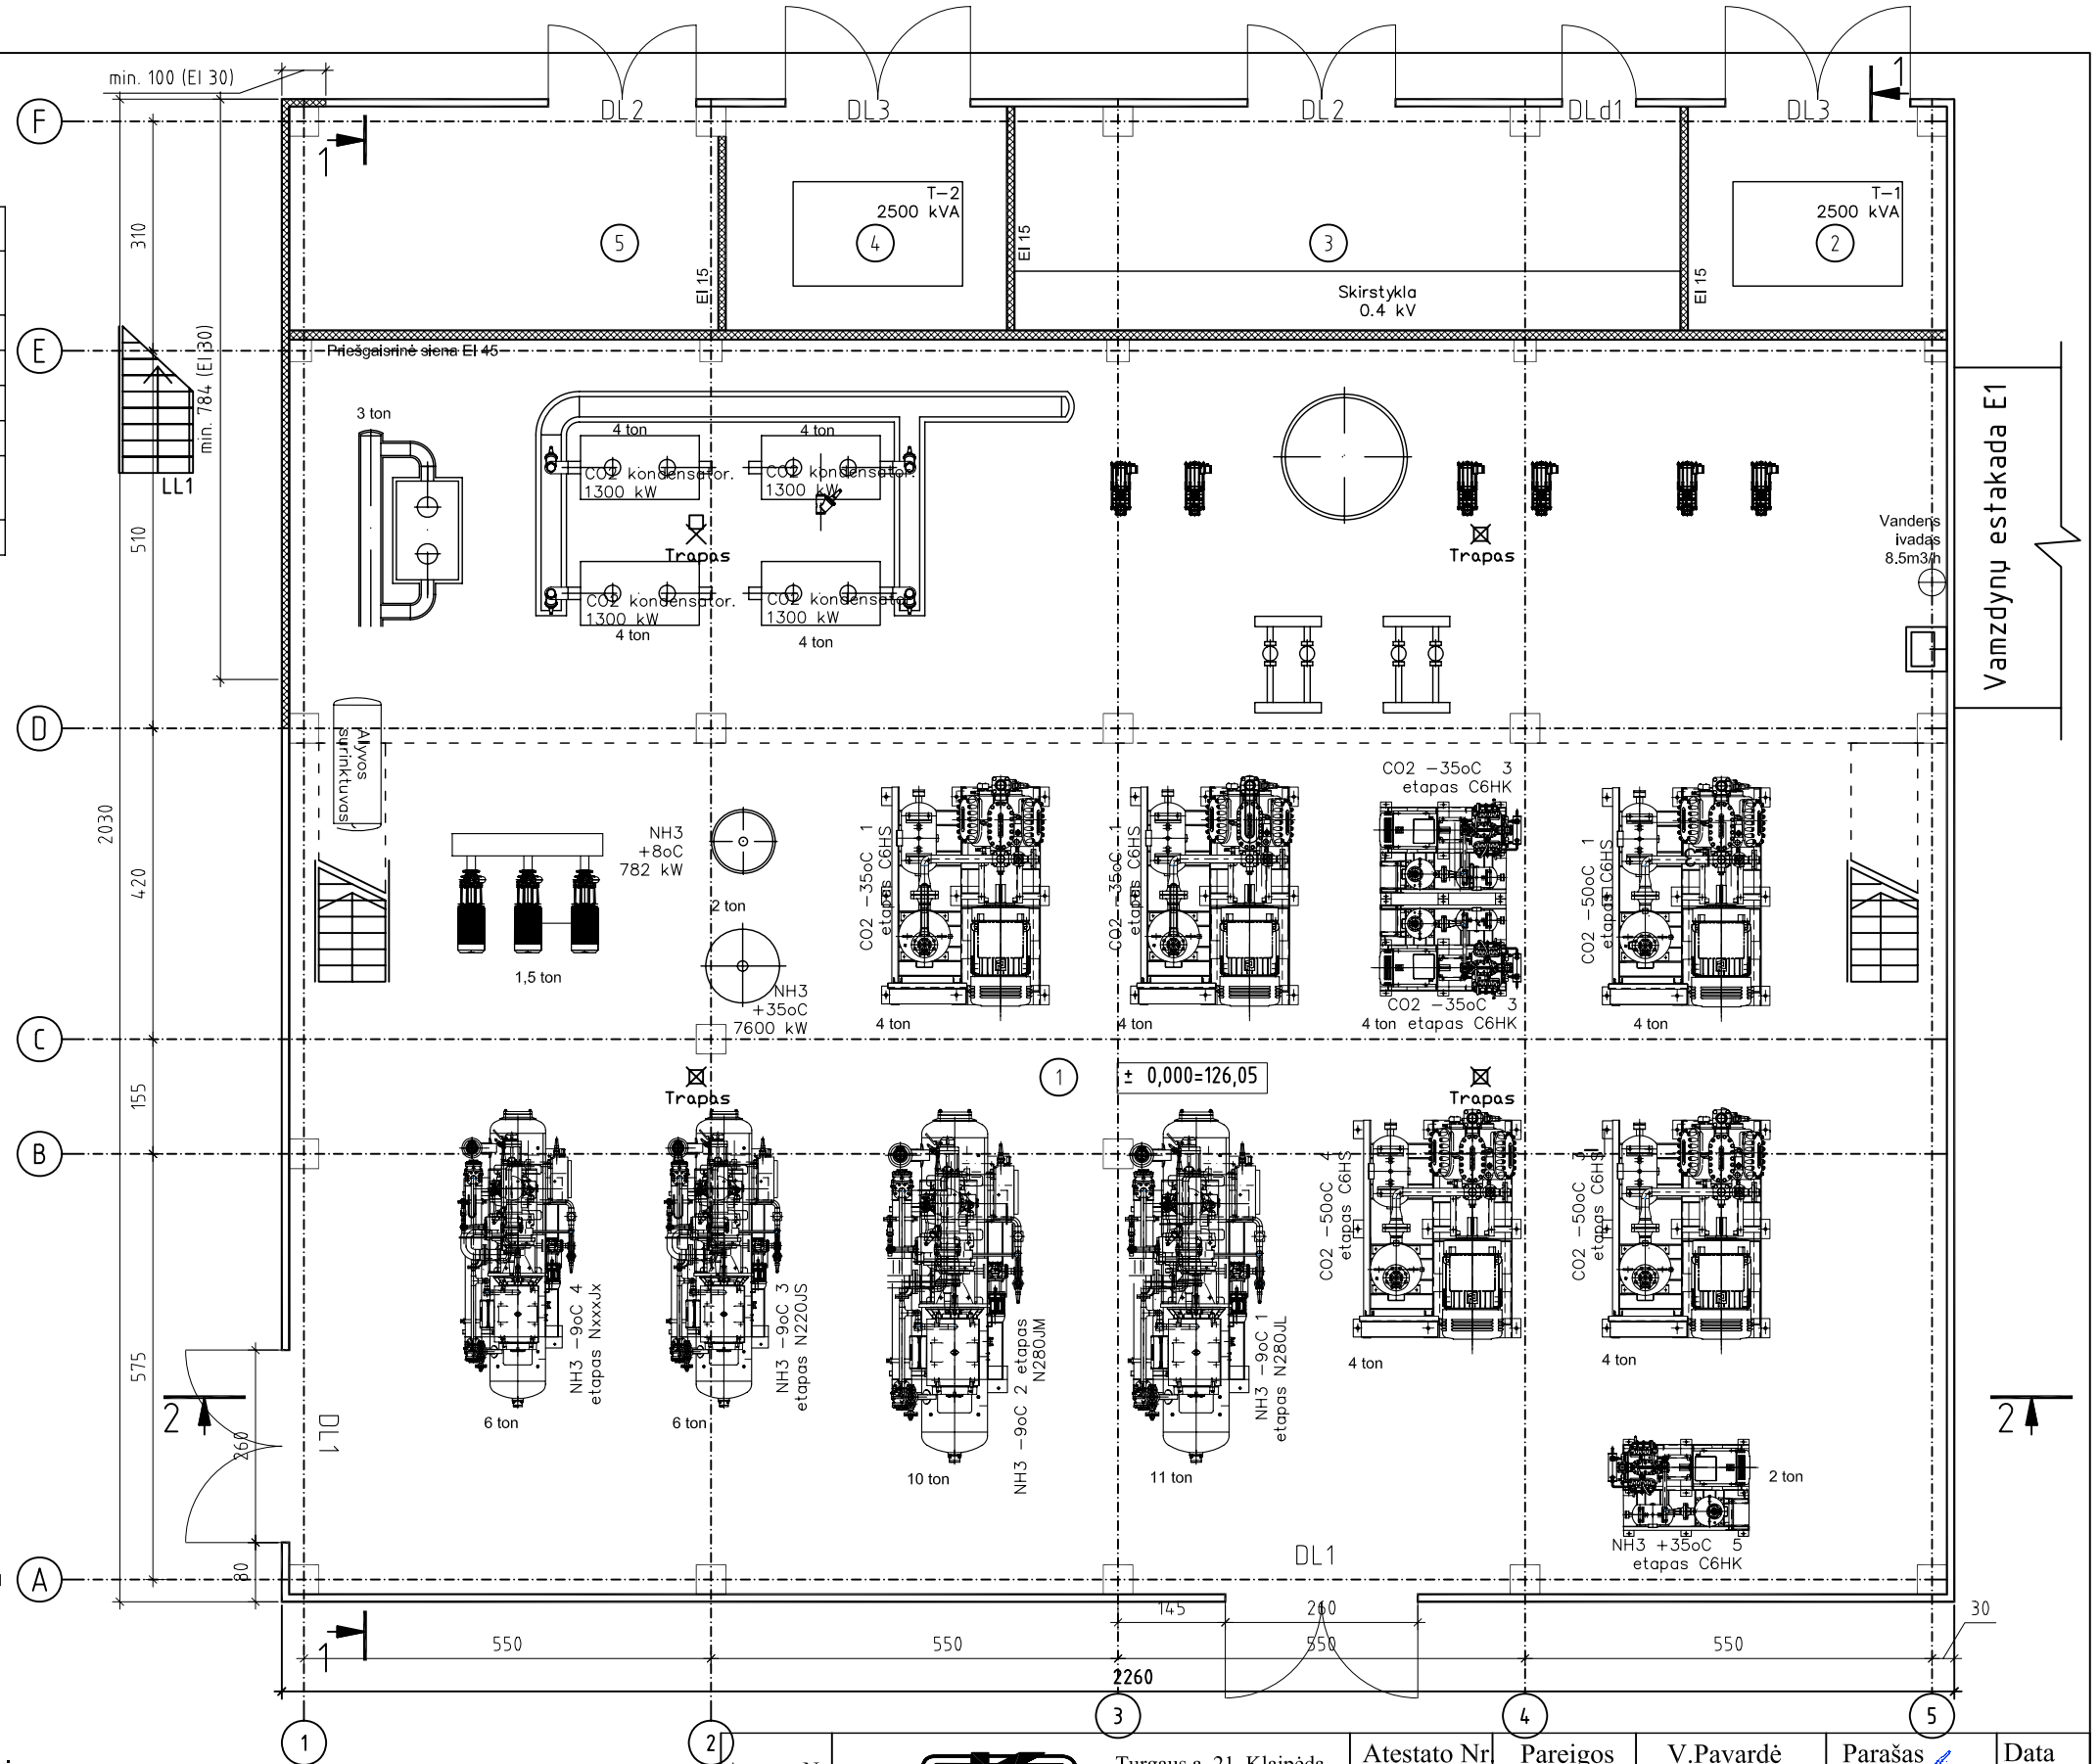 min. 100 (EI 30)
DL2
DL3
DL2
DLd1
DL3
1
F
1
T-2
2500 kVA
T-1
2500 kVA
310
5
4
3
2
EI 15
EI 15
EI 15
Skirstykla
0.4 kV
E
Priešgaisrinė siena EI 45
min. 784 (EI 30)
LL1
3 ton
4 ton
4 ton
CO2 kondensator.
1300 kW
CO2 kondensator.
1300 kW
510
Trapas
Trapas
Vandens
ivadas
8.5m3/h
Vamzdynų estakada E1
CO2 kondensator.
1300 kW
CO2 kondensator.
1300 kW
4 ton
4 ton
D
Alyvos
surinktuvas
2030
420
NH3
+8oC
782 kW
2 ton
1,5 ton
NH3
+35oC
7600 kW
CO2 -35oC 1
etapas C6HS
CO2 -35oC 1
etapas C6HS
CO2 -35oC 3
etapas C6HK
CO2 -35oC 3
etapas C6HK
CO2 -50oC 1
etapas C6HS
4 ton
4 ton
4 ton
4 ton
C
155
1
± 0,000=126,05
Trapas
Trapas
B
575
NH3 -9oC 4
etapas NxxxJx
NH3 -9oC 3
etapas N220JS
NH3 -9oC 2 etapas
N280JM
NH3 -9oC 1
etapas N280JL
CO2 -50oC 4
etapas C6HS
CO2 -50oC 3
etapas C6HS
4 ton
4 ton
6 ton
6 ton
10 ton
11 ton
2
DL1
260
2
2 ton
NH3 +35oC 5
etapas C6HK
DL1
80
A
145
260
30
1
550
550
550
550
2260
1
2
3
4
5
Turgaus a. 21, Klaipėda
Atestato Nr.
Pareigos
V.Pavardė
Parašas
Data